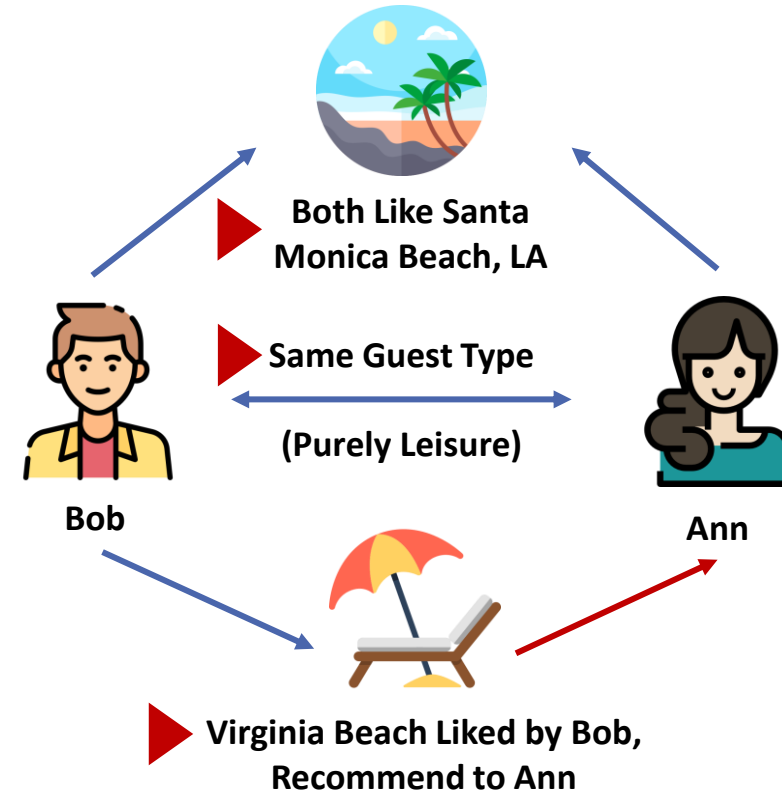 Both Like Santa
Monica Beach, LA
Same Guest Type
(Purely Leisure)
Bob
Ann
Virginia Beach Liked by Bob,
Recommend to Ann